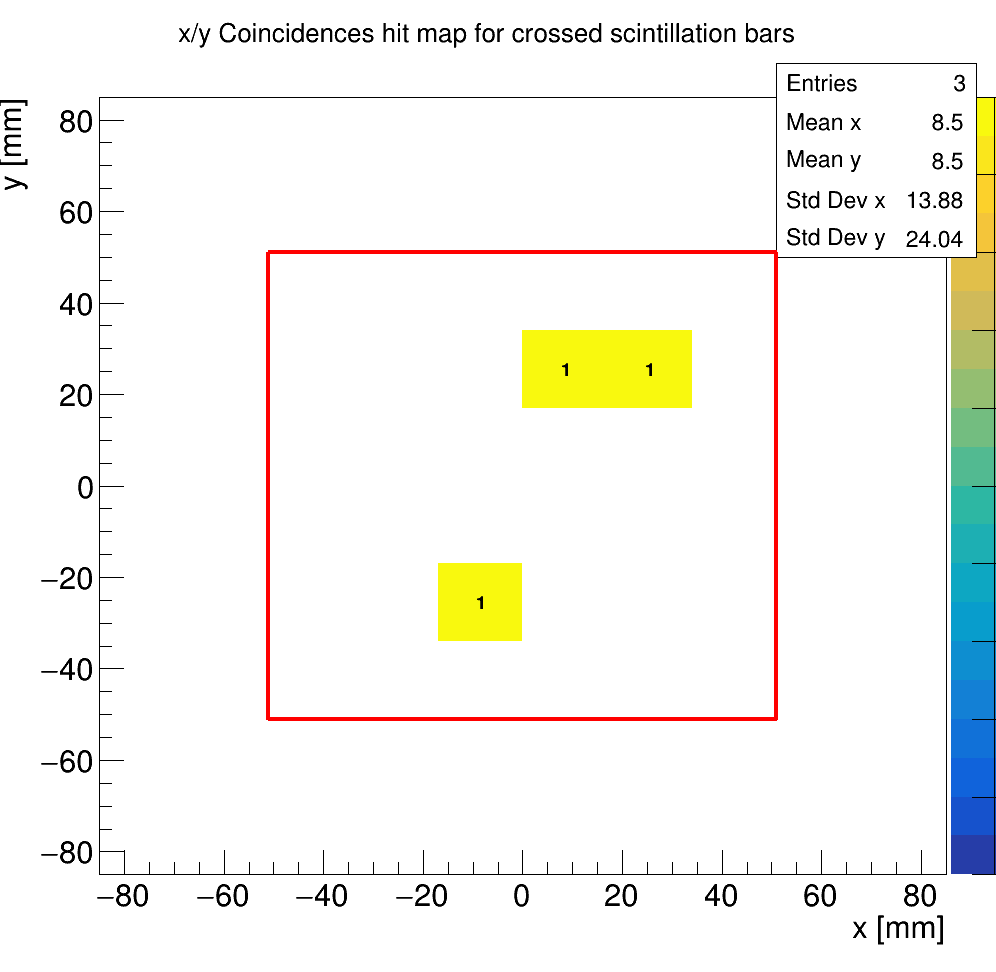 x/y Coincidences hit map for crossed scintillation bars
Entries 3
Mean x 8.5
Mean y 8.5
Std Dev x 13.88
Std Dev y 24.04
y [mm]
80
60
40
20
0
−20
−40
−60
−80
1 1
1
−80 −60 −40 −20 0 20 40 60 80
x [mm]